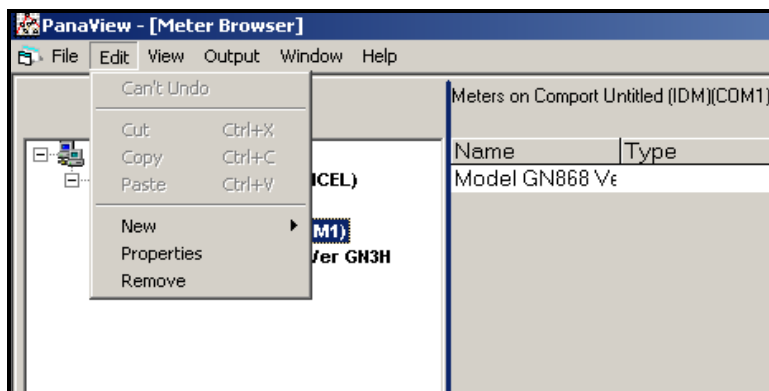 PanaView - [Meter Browser]
File Edit View Output Window Help
Can't Undo
Cut Ctrl+X
Copy Ctrl+C
Paste Ctrl+V
New
Properties
Remove
ICEL)
M1)
Ver GN3H
Meters on Comport Untitled (IDM)(COM1)
Name Type
Model GN868 Ve